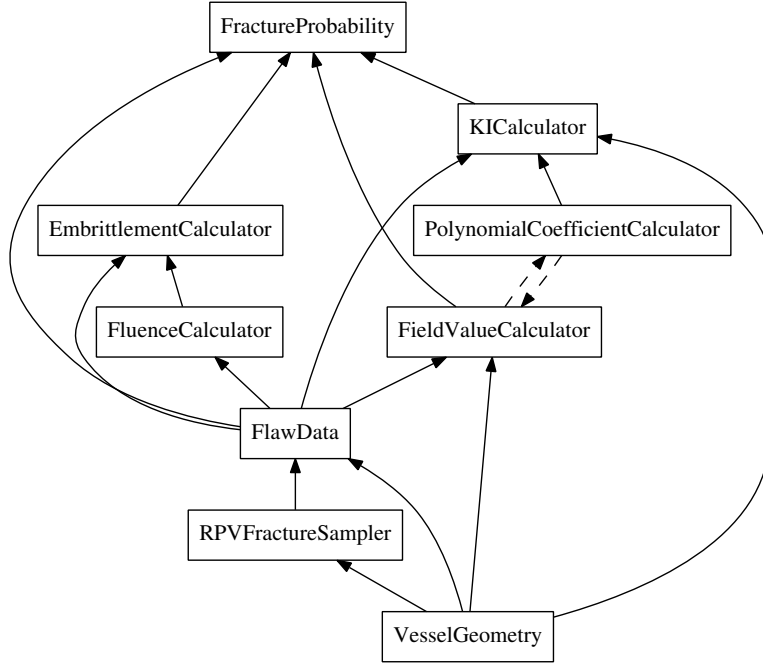 FractureProbability
KICalculator
EmbrittlementCalculator
PolynomialCoefficientCalculator
FluenceCalculator
FieldValueCalculator
FlawData
RPVFractureSampler
VesselGeometry